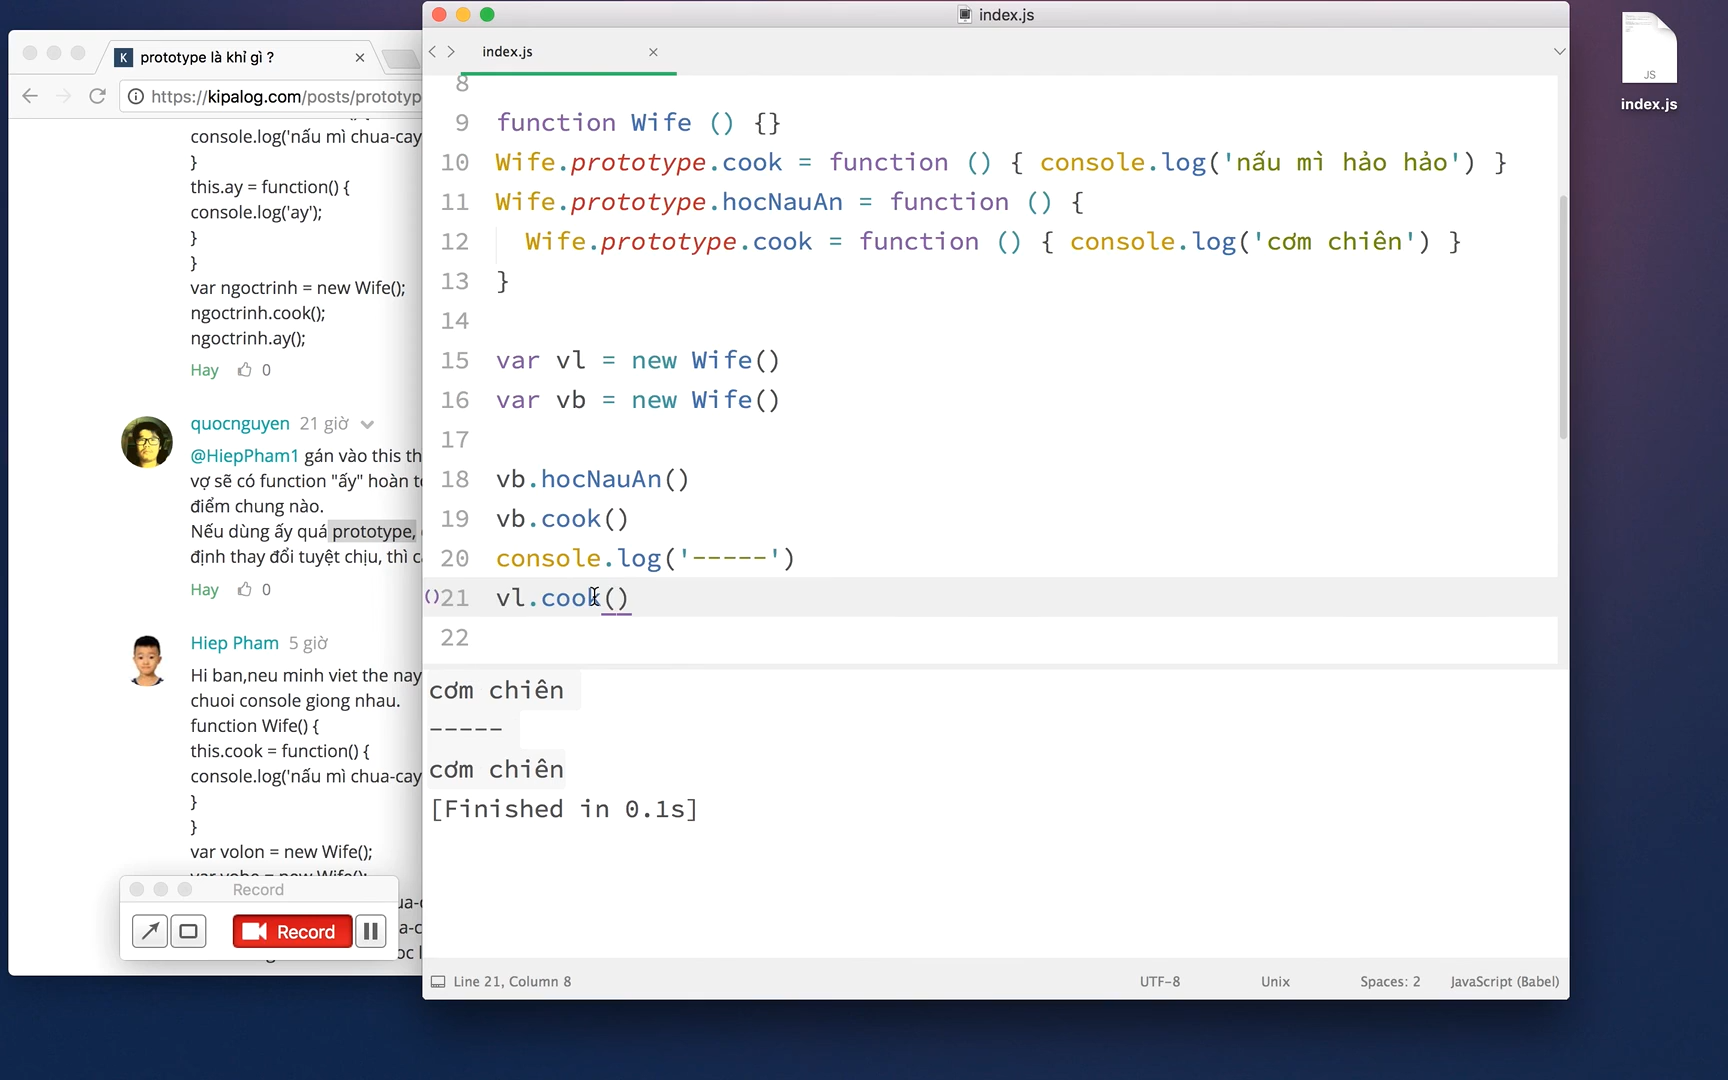 prototype là khỉ gì ?
https://kipalog.com/posts/prototyp
console.log('nấu mì chua-cay
}
this.ay = function() {
console.log('ay');
}
}
var ngoctrinh = new Wife();
ngoctrinh.cook();
ngoctrinh.ay();
Hay 0
quocnguyen 21 giờ
@HiepPham1 gán vào this th
vợ sẽ có function "ấy" hoàn t
điểm chung nào.
Nếu dùng ấy quá prototype,
định thay đổi tuyệt chịu, thì c
Hay 0
Hiep Pham 5 giờ
Hi ban,neu minh viet the nay
chuoi console giong nhau.
function Wife() {
this.cook = function() {
console.log('nấu mì chua-cay
}
}
var volon = new Wife();
Record
Record
index.js
index.js
8
9 function Wife () {}
10 Wife.prototype.cook = function () { console.log('nấu mì hảo hảo') }
11 Wife.prototype.hocNauAn = function () {
12 Wife.prototype.cook = function () { console.log('cơm chiên') }
13 }
14
15 var vl = new Wife()
16 var vb = new Wife()
17
18 vb.hocNauAn()
19 vb.cook()
20 console.log('-----')
21 vl.cook()
22
cơm chiên
-----
cơm chiên
[Finished in 0.1s]
Line 21, Column 8 UTF-8 Unix Spaces: 2 JavaScript (Babel)
JS
index.js